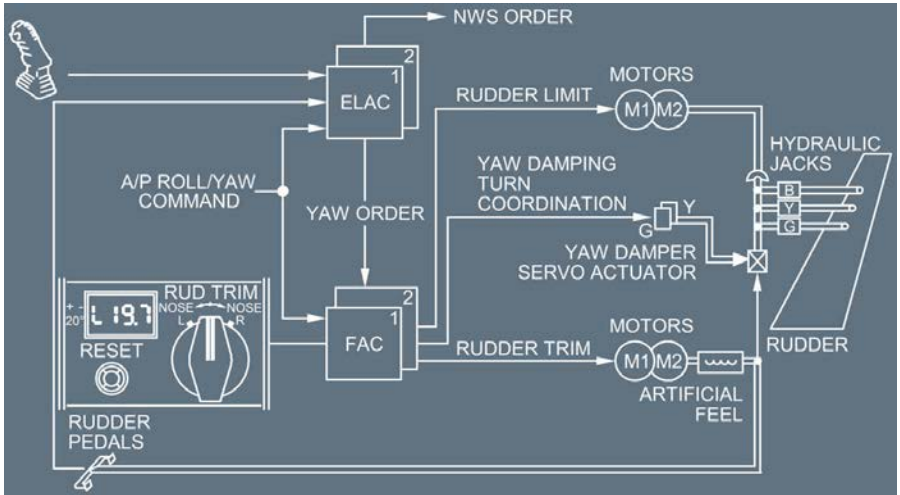 NWS ORDER
2
1
ELAC
MOTORS
RUDDER LIMIT
M1 M2
HYDRAULIC
JACKS
YAW DAMPING
TURN
COORDINATION
A/P ROLL/YAW
COMMAND
YAW ORDER
B
Y
G
Y
G
YAW DAMPER
SERVO ACTUATOR
RUD TRIM
+ -
20°
L19.7
NOSE
L
NOSE
R
RESET
2
1
FAC
MOTORS
RUDDER TRIM
M1 M2
RUDDER
ARTIFICIAL
FEEL
RUDDER
PEDALS